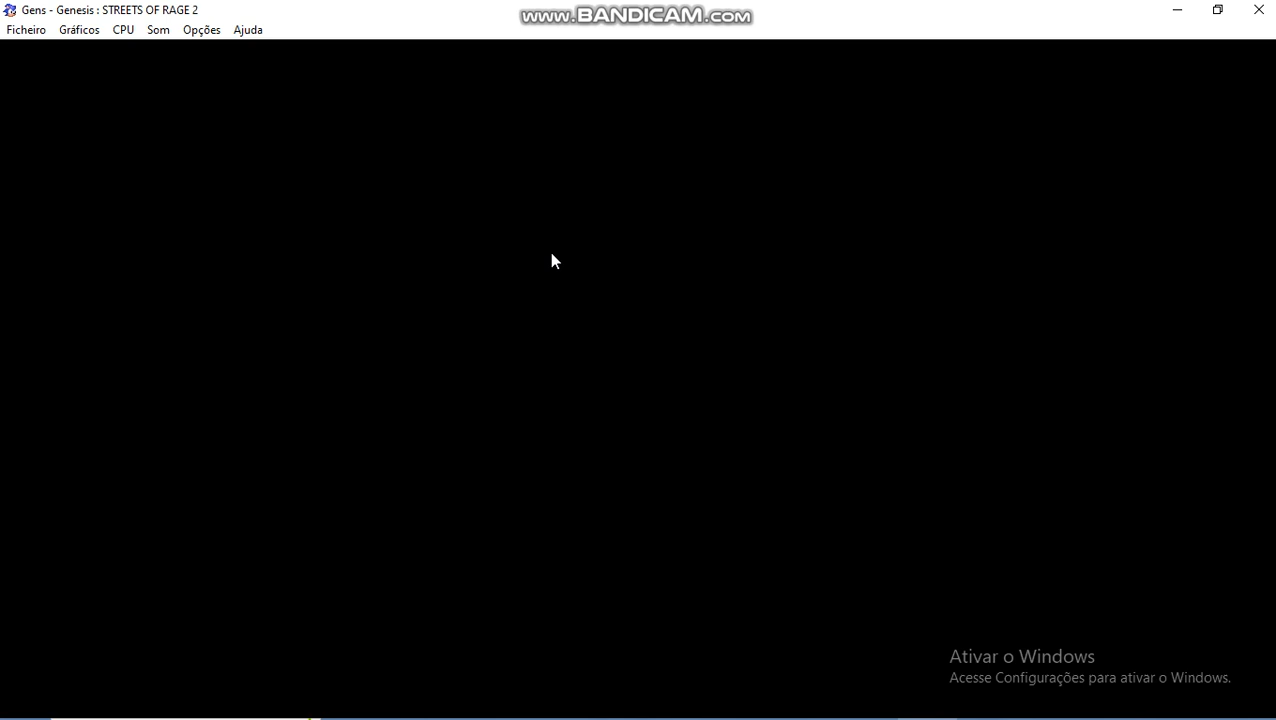 Gens - Genesis : STREETS OF RAGE 2
www.BANDICAM.com
Ficheiro Gráficos CPU Som Opções Ajuda
Ativar o Windows
Acesse Configurações para ativar o Windows.